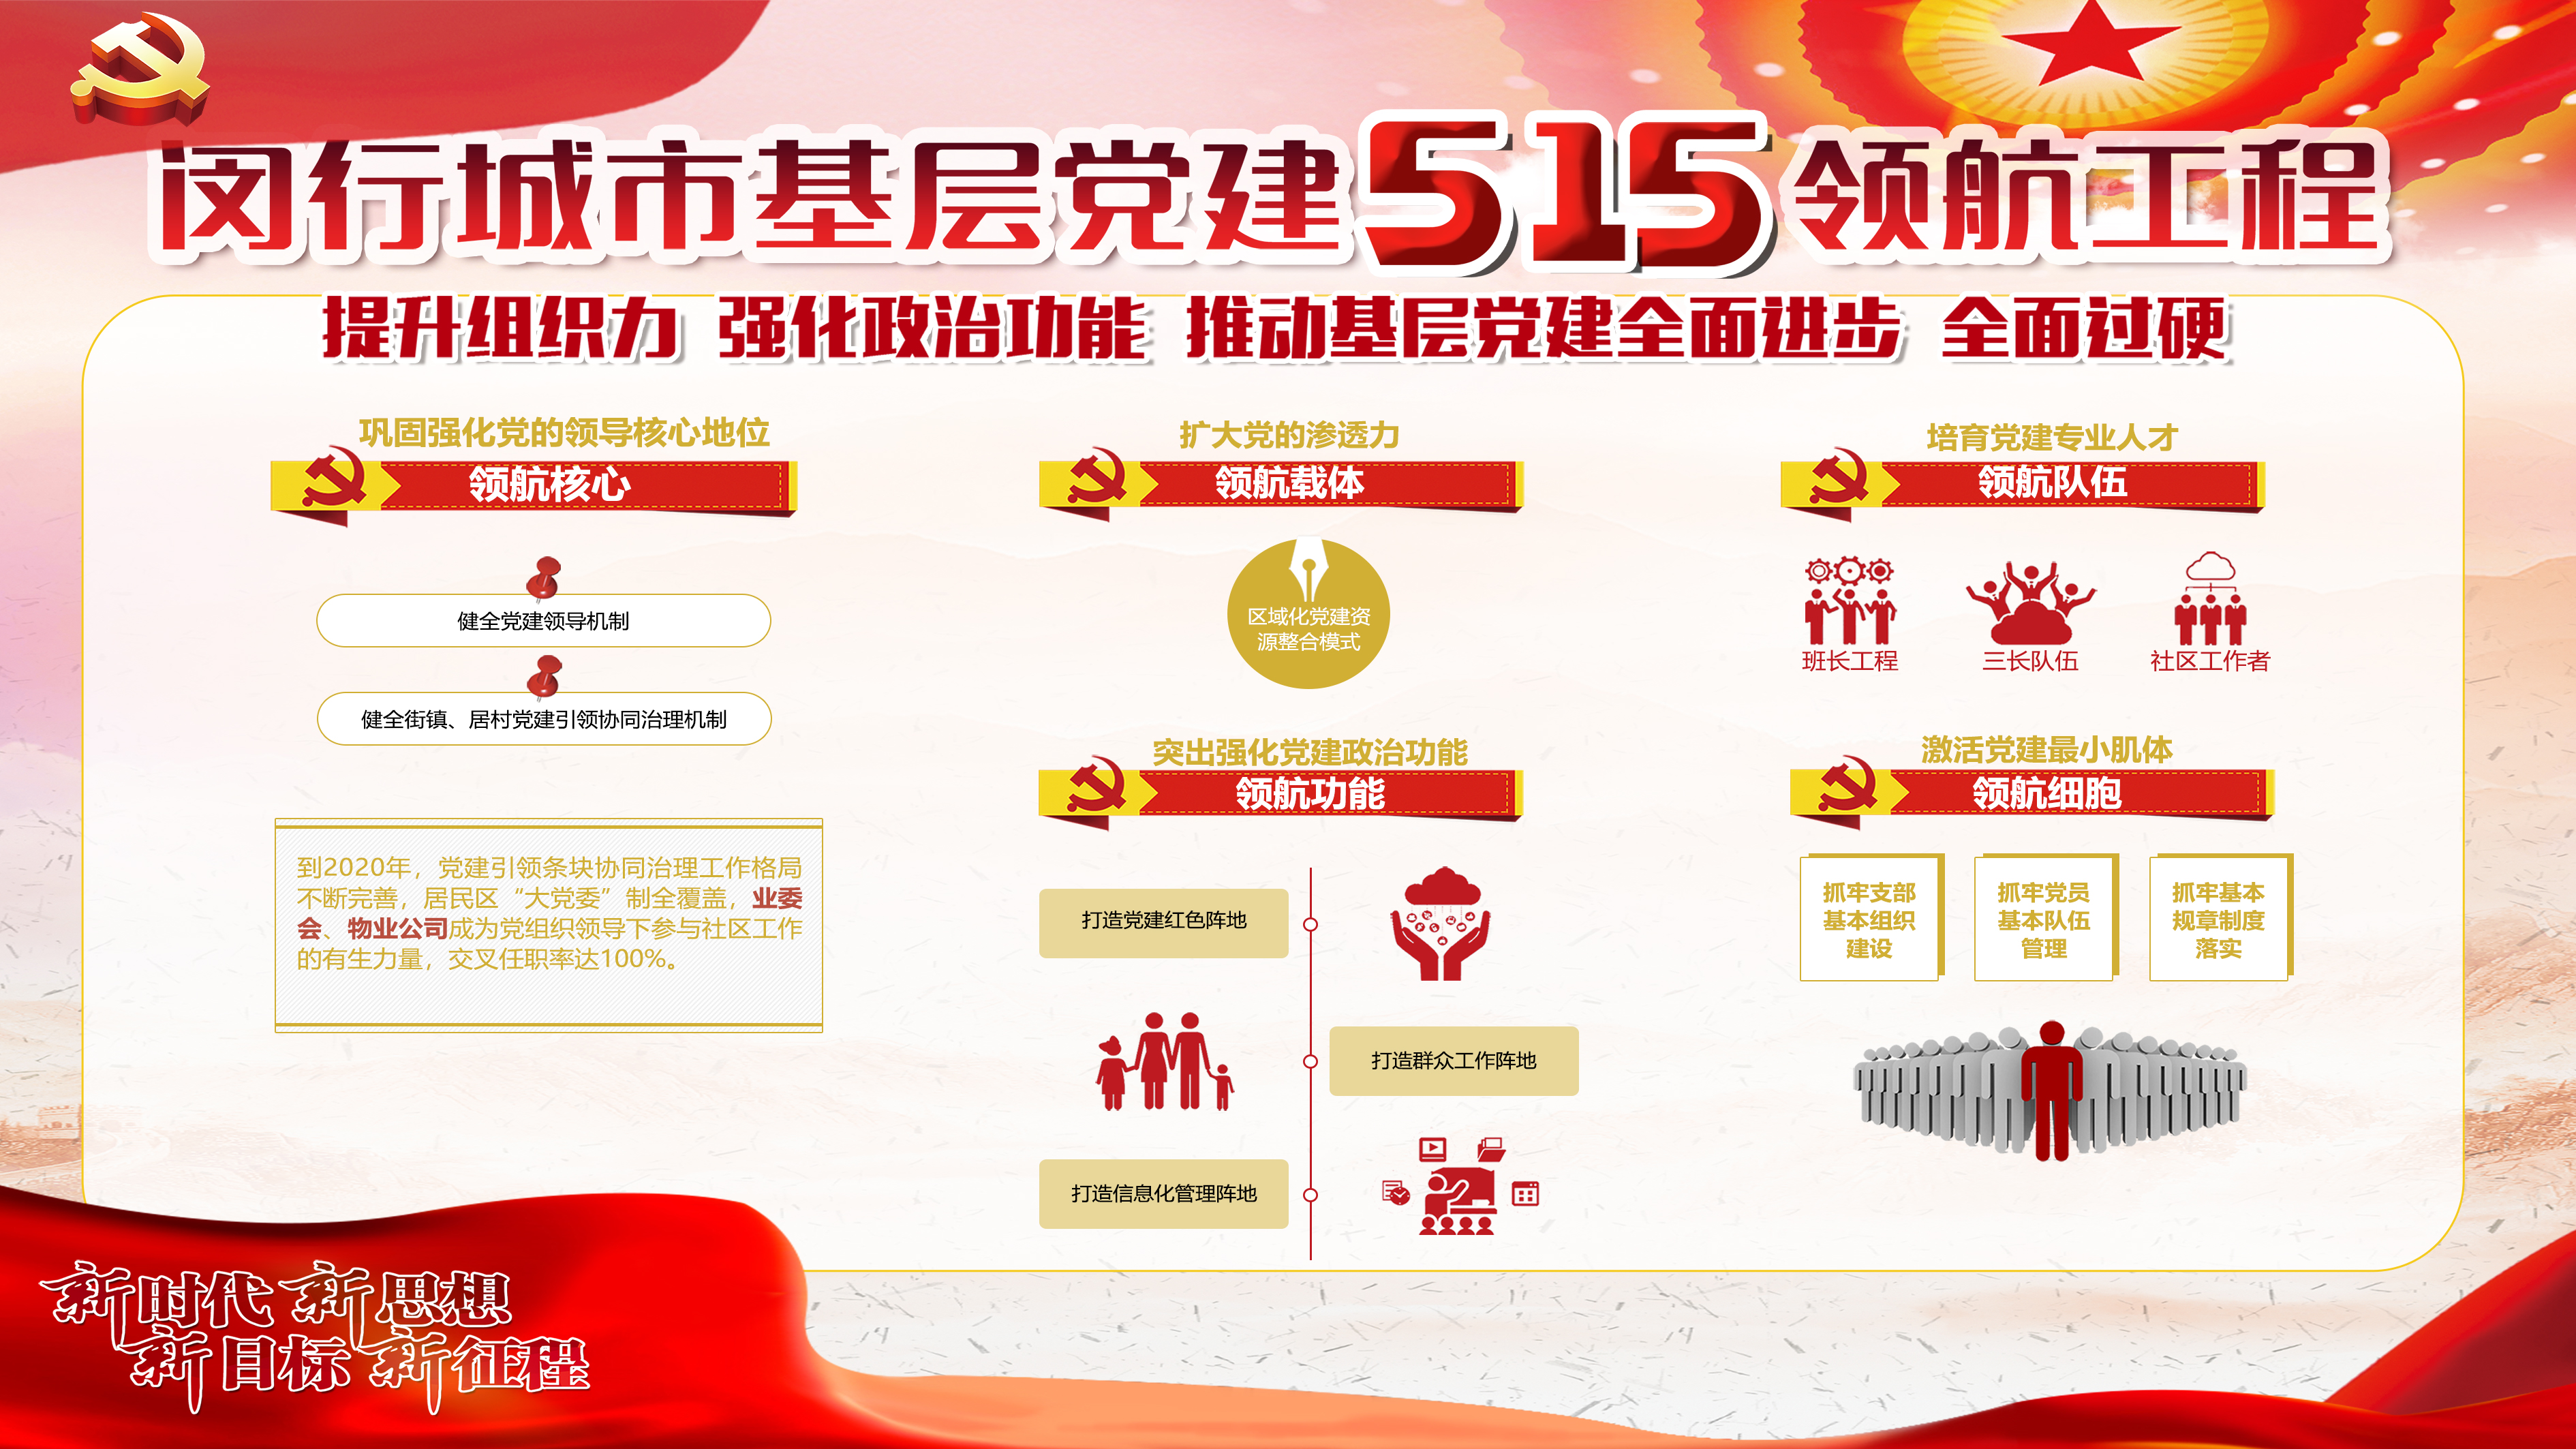 闵行城市基层党建515领航工程
提升组织力 强化政治功能 推动基层党建全面进步 全面过硬
巩固强化党的领导核心地位
领航核心
健全党建领导机制
健全街镇、居村党建引领协同治理机制
到2020年，党建引领条块协同治理工作格局
不断完善，居民区“大党委”制全覆盖，业委
会、物业公司成为党组织领导下参与社区工作
的有生力量，交叉任职率达100%。
扩大党的渗透力
领航载体
区域化党建资
源整合模式
突出强化党建政治功能
领航功能
打造党建红色阵地
打造群众工作阵地
打造信息化管理阵地
培育党建专业人才
领航队伍
班长工程
三长队伍
社区工作者
激活党建最小肌体
领航细胞
抓牢支部
基本组织
建设
抓牢党员
基本队伍
管理
抓牢基本
规章制度
落实
新时代 新思想
新目标 新征程